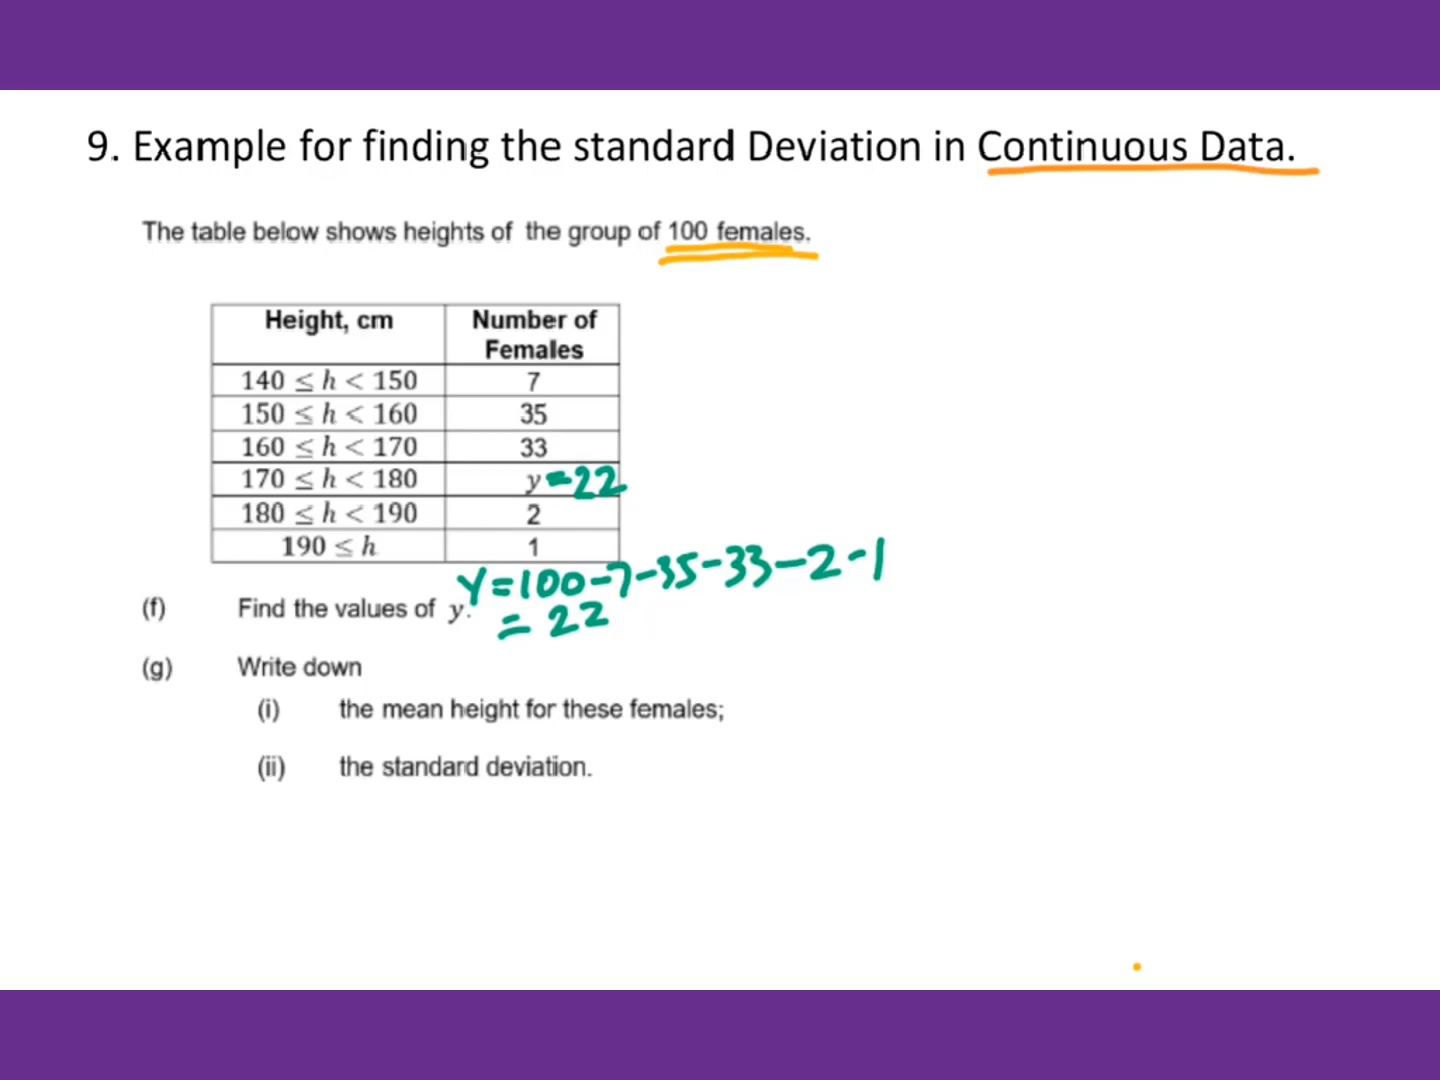 9. Example for finding the standard Deviation in Continuous Data.
The table below shows heights of the group of 100 females.
Height, cm Number of Females
140 ≤ h < 150 7
150 ≤ h < 160 35
160 ≤ h < 170 33
170 ≤ h < 180 y =22
180 ≤ h < 190 2
190 ≤ h 1
Y=100-7-35-33-2-1
(f) Find the values of y.
= 22
(g) Write down
(i) the mean height for these females;
(ii) the standard deviation.